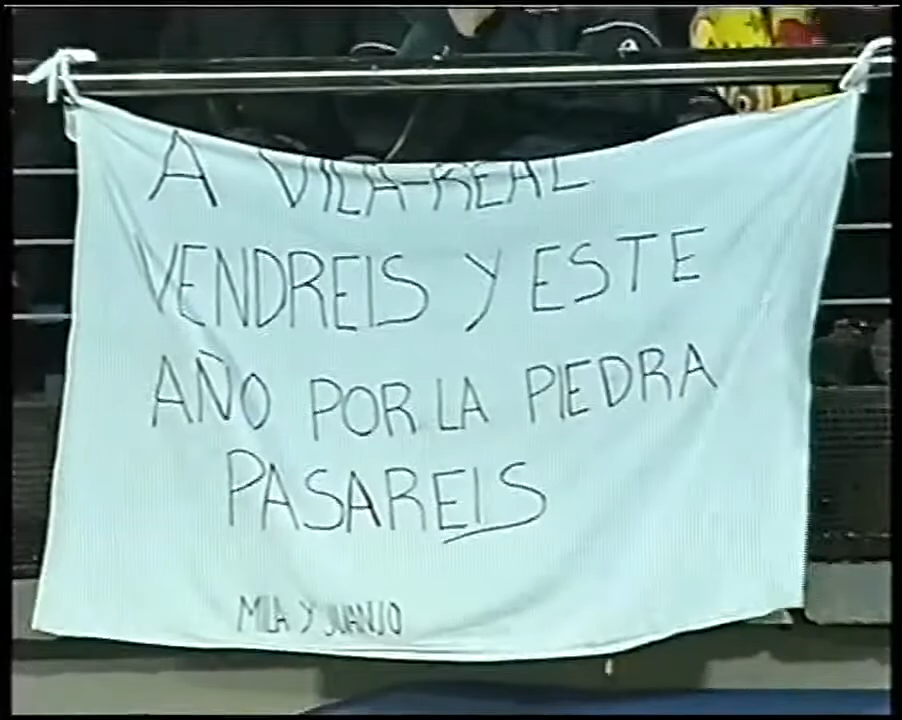 A VILA-REAL
VENDREIS Y ESTE
AÑO POR LA PIEDRA
PASAREIS
MILA Y JUANJO